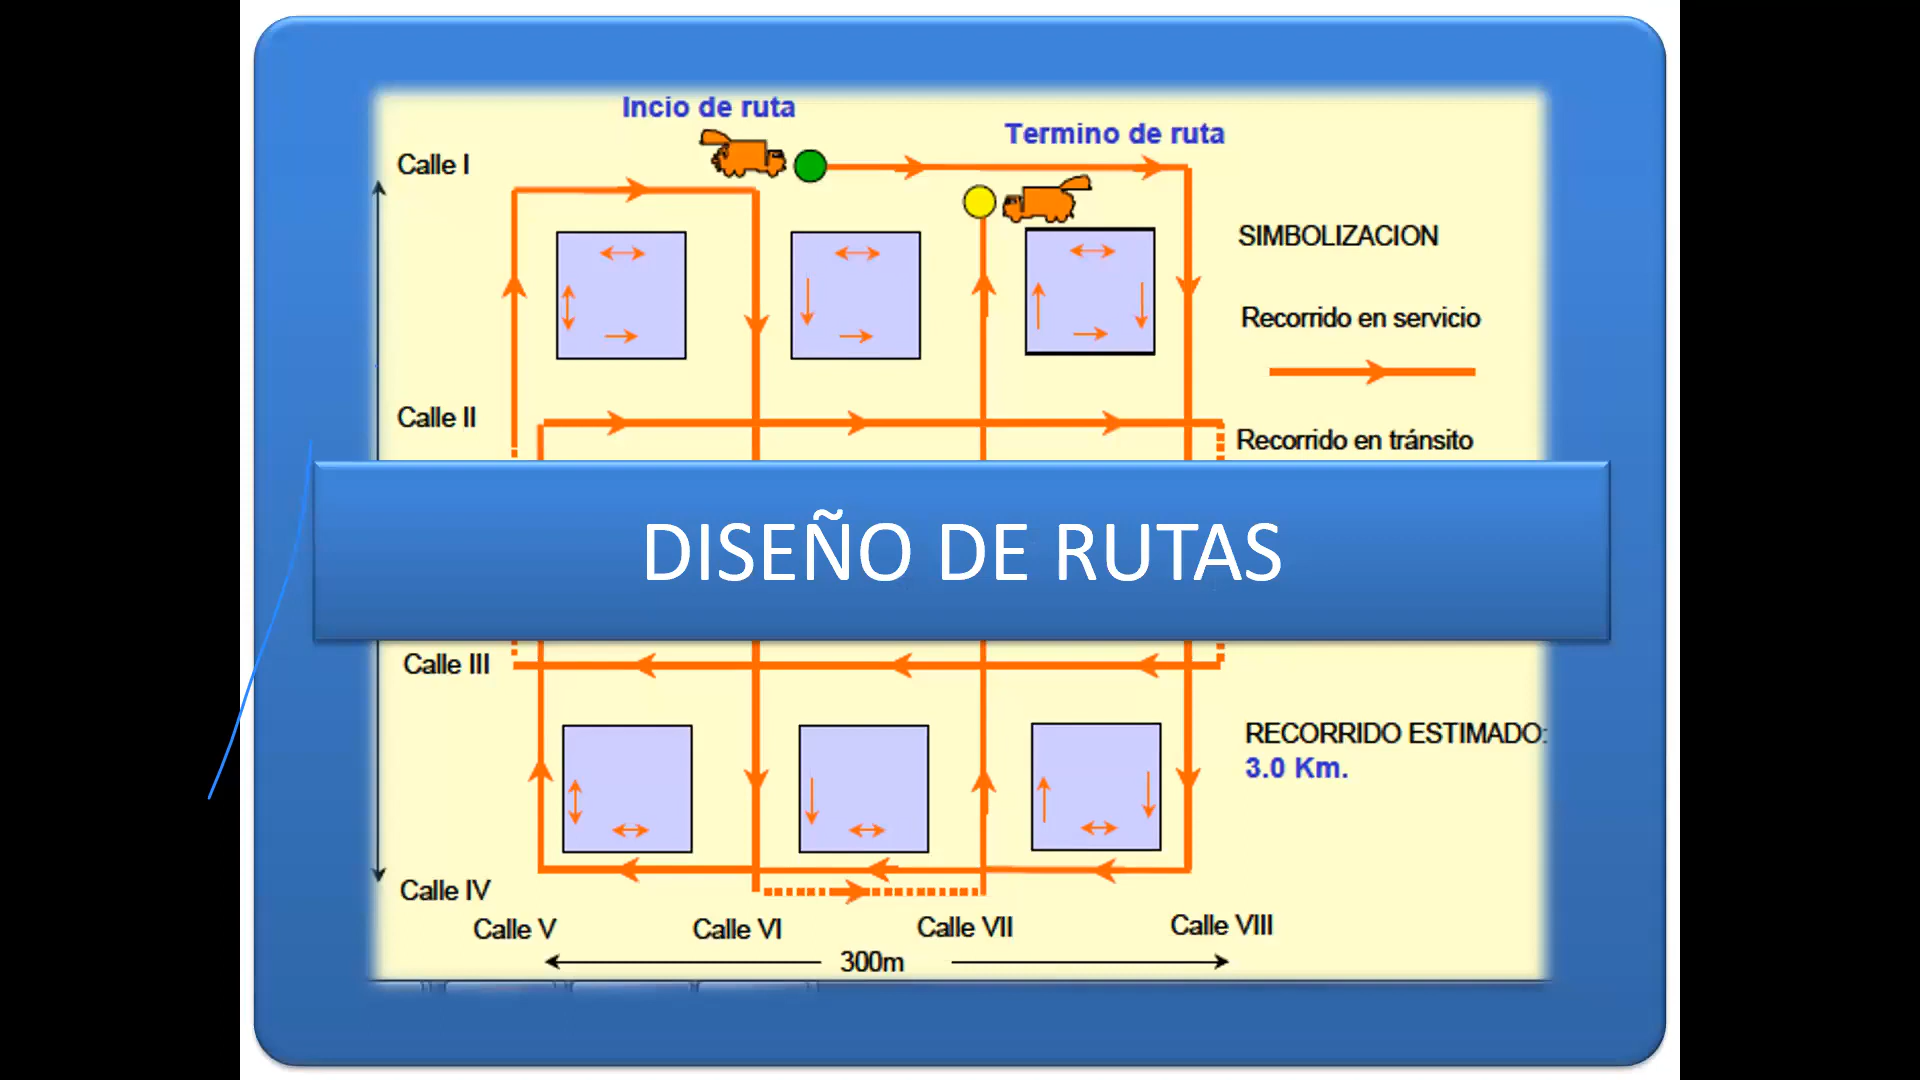 Incio de ruta
Termino de ruta
Calle I
SIMBOLIZACION
Recorrido en servicio
Calle II
Recorrido en tránsito
DISEÑO DE RUTAS
Calle III
RECORRIDO ESTIMADO:
3.0 Km.
Calle IV
Calle V
Calle VI
Calle VII
Calle VIII
300m